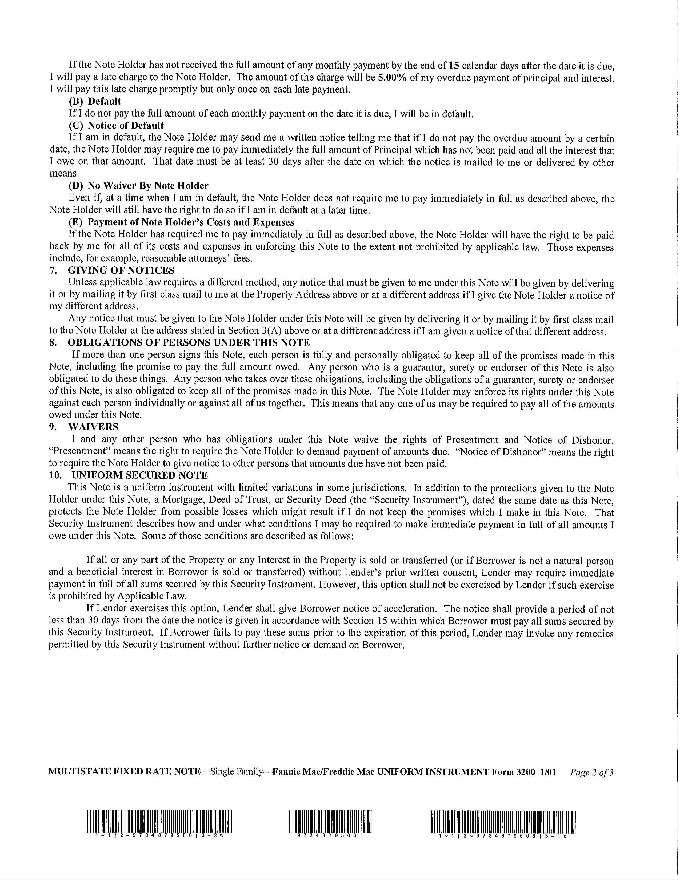 If the Note Holder has not received the full amount of any monthly payment by the end of 15 calendar days after the date it is due,
I will pay a late charge to the Note Holder. The amount of the charge will be 5.00% of my overdue payment of principal and interest.
I will pay this late charge promptly but only once on each late payment.
(B) Default
If I do not pay the full amount of each monthly payment on the date it is due, I will be in default.
(C) Notice of Default
If I am in default, the Note Holder may send me a written notice telling me that if I do not pay the overdue amount by a certain
date, the Note Holder may require me to pay immediately the full amount of Principal which has not been paid and all the interest that
I owe on that amount. That date must be at least 30 days after the date on which the notice is mailed to me or delivered by other
means
(D) No Waiver By Note Holder
Even if, at a time when I am in default, the Note Holder does not require me to pay immediately in full as described above, the
Note Holder will still have the right to do so if I am in default at a later time.
(E) Payment of Note Holder's Costs and Expenses
If the Note Holder has required me to pay immediately in full as described above, the Note Holder will have the right to be paid
back by me for all of its costs and expenses in enforcing this Note to the extent not prohibited by applicable law. Those expenses
include, for example, reasonable attorneys' fees.
7. GIVING OF NOTICES
Unless applicable law requires a different method, any notice that must be given to me under this Note will be given by delivering
it or by mailing it by first class mail to me at the Property Address above or at a different address if I give the Note Holder a notice of
my different address.
Any notice that must be given to the Note Holder under this Note will be given by delivering it or by mailing it by first class mail
to the Note Holder at the address stated in Section 3(A) above or at a different address if I am given a notice of that different address.
8. OBLIGATIONS OF PERSONS UNDER THIS NOTE
If more than one person signs this Note, each person is fully and personally obligated to keep all of the promises made in this
Note, including the promise to pay the full amount owed. Any person who is a guarantor, surety or endorser of this Note is also
obligated to do these things. Any person who takes over these obligations, including the obligations of a guarantor, surety or endorser
of this Note, is also obligated to keep all of the promises made in this Note. The Note Holder may enforce its rights under this Note
against each person individually or against all of us together. This means that any one of us may be required to pay all of the amounts
owed under this Note.
9. WAIVERS
I and any other person who has obligations under this Note waive the rights of Presentment and Notice of Dishonor.
"Presentment" means the right to require the Note Holder to demand payment of amounts due. "Notice of Dishonor" means the right
to require the Note Holder to give notice to other persons that amounts due have not been paid.
10. UNIFORM SECURED NOTE
This Note is a uniform instrument with limited variations in some jurisdictions. In addition to the protections given to the Note
Holder under this Note, a Mortgage, Deed of Trust, or Security Deed (the "Security Instrument"), dated the same date as this Note,
protects the Note Holder from possible losses which might result if I do not keep the promises which I make in this Note. That
Security Instrument describes how and under what conditions I may be required to make immediate payment in full of all amounts I
owe under this Note. Some of those conditions are described as follows:
If all or any part of the Property or any Interest in the Property is sold or transferred (or if Borrower is not a natural person
and a beneficial interest in Borrower is sold or transferred) without Lender's prior written consent, Lender may require immediate
payment in full of all sums secured by this Security Instrument. However, this option shall not be exercised by Lender if such exercise
is prohibited by Applicable Law.
If Lender exercises this option, Lender shall give Borrower notice of acceleration. The notice shall provide a period of not
less than 30 days from the date the notice is given in accordance with Section 15 within which Borrower must pay all sums secured by
this Security Instrument. If Borrower fails to pay these sums prior to the expiration of this period, Lender may invoke any remedies
permitted by this Security Instrument without further notice or demand on Borrower.
MULTISTATE FIXED RATE NOTE—Single Family—Fannie Mae/Freddie Mac UNIFORM INSTRUMENT Form 3200 1/01 Page 2 of 3